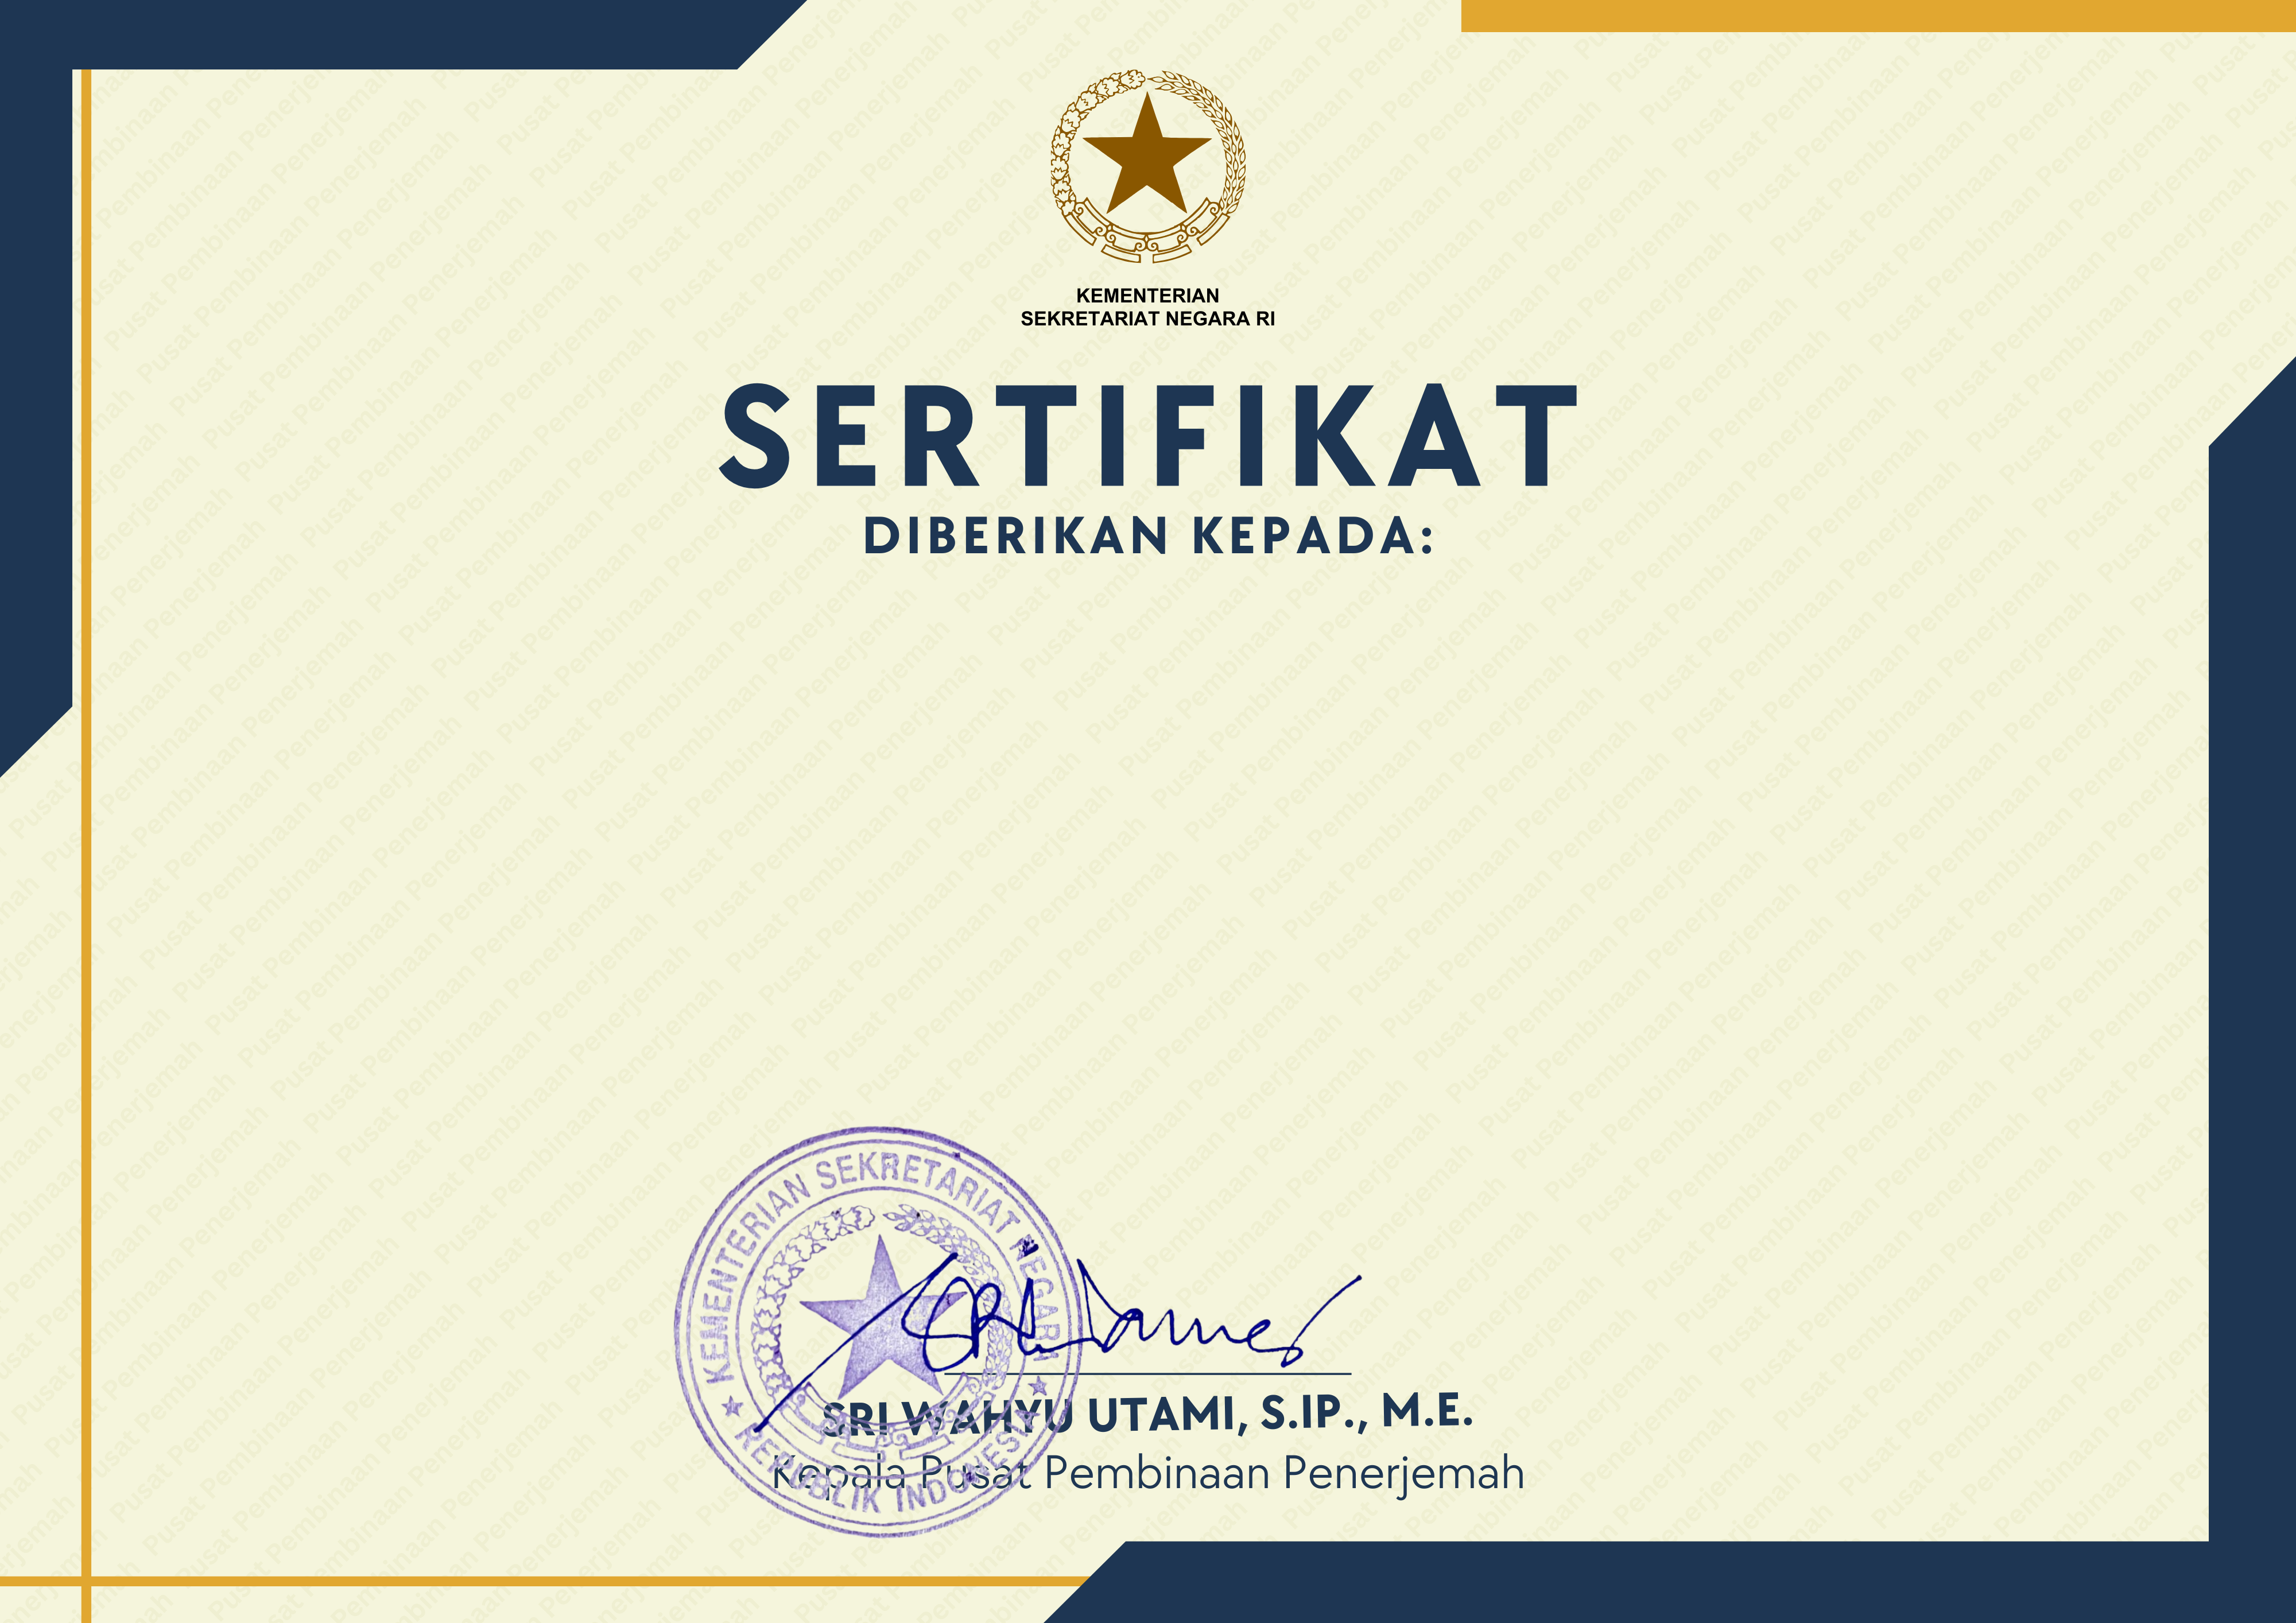 KEMENTERIAN
SEKRETARIAT NEGARA RI
SERTIFIKAT
DIBERIKAN KEPADA:
KEMENTERIAN SEKRETARIAT NEGARA
REPUBLIK INDONESIA
SRI WAHYU UTAMI, S.IP., M.E.
Kepala Pusat Pembinaan Penerjemah
Pusat Pembinaan Penerjemah